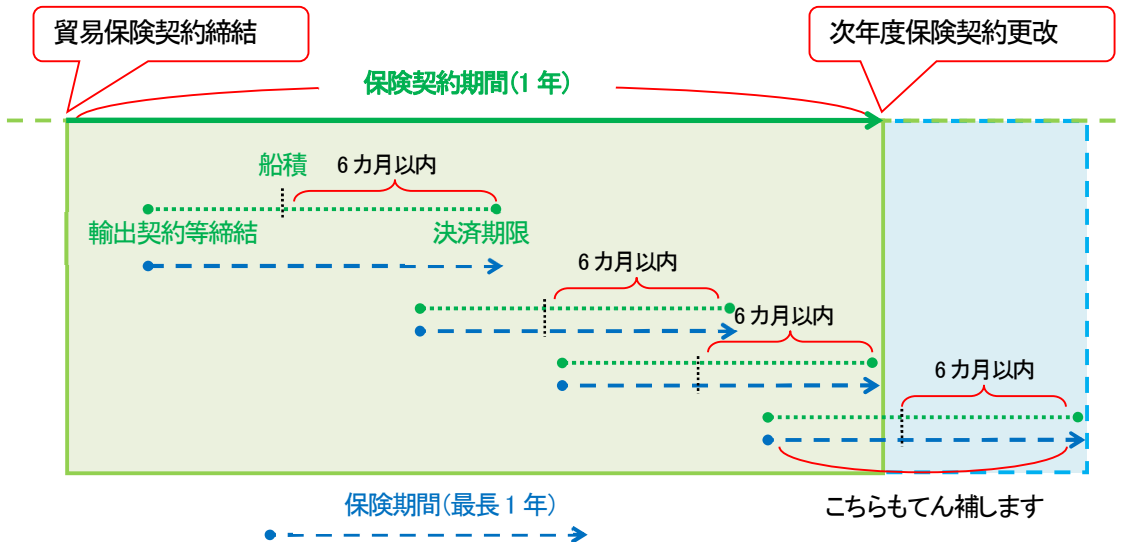 貿易保険契約締結
次年度保険契約更改
保険契約期間(1年)
船積
6カ月以内
輸出契約等締結
決済期限
6カ月以内
6カ月以内
6カ月以内
保険期間(最長1年)
こちらもてん補します